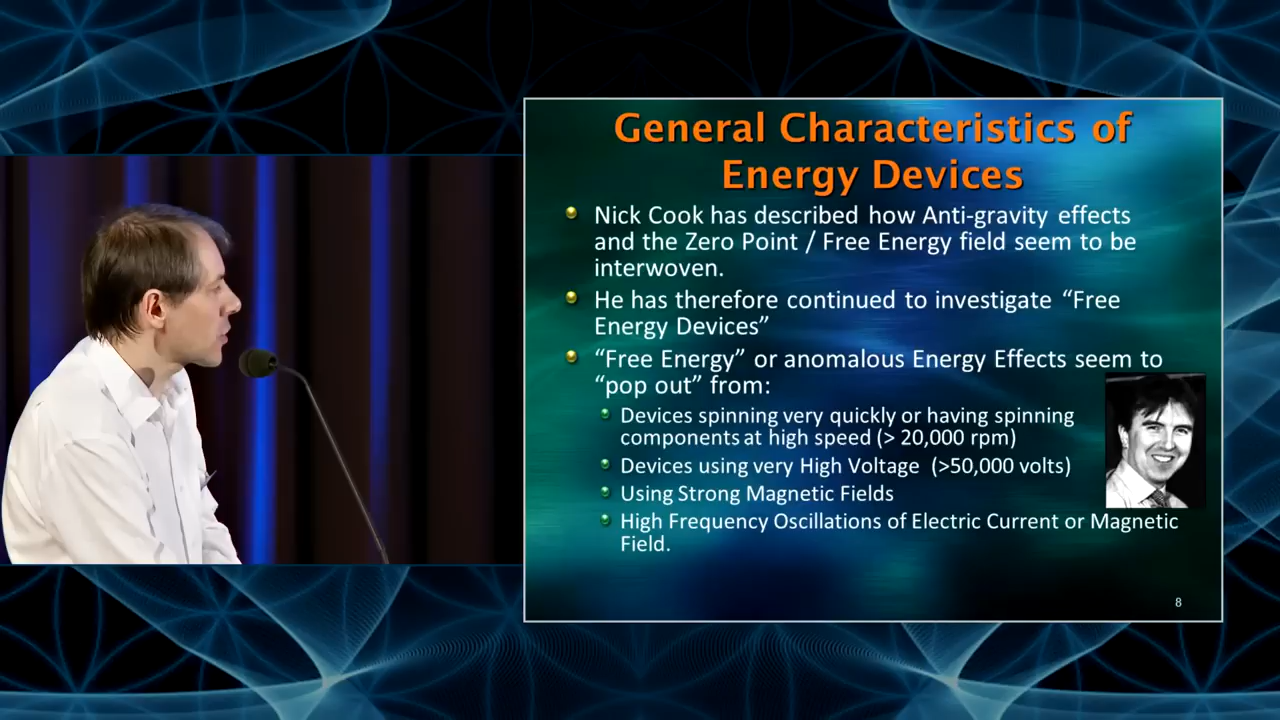 General Characteristics of
Energy Devices
Nick Cook has described how Anti-gravity effects
and the Zero Point / Free Energy field seem to be
interwoven.
He has therefore continued to investigate “Free
Energy Devices”
“Free Energy” or anomalous Energy Effects seem to
“pop out” from:
Devices spinning very quickly or having spinning
components at high speed (> 20,000 rpm)
Devices using very High Voltage (>50,000 volts)
Using Strong Magnetic Fields
High Frequency Oscillations of Electric Current or Magnetic
Field.
8